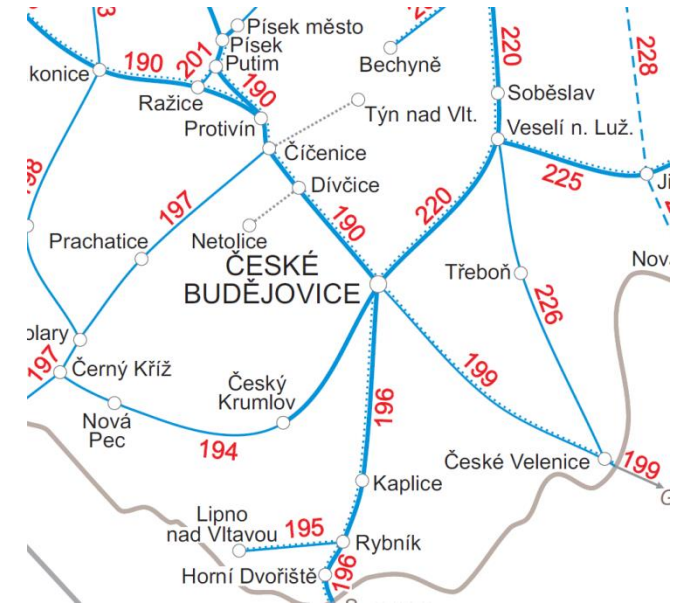 Písek město
190
201
Písek
Putim
220
228
konice
Bechyně
190
Ražice
Soběslav
Týn nad Vlt.
Protivín
Veselí n. Luž.
Číčenice
Dívčice
225
197
190
220
Prachatice
Netolice
ČESKÉ
BUDĚJOVICE
Třeboň
226
Nov
olary
197
Černý Kříž
199
Český
Krumlov
196
Nová
Pec
194
České Velenice
199
Kaplice
Lipno
nad Vltavou
195
Rybník
Horní Dvořiště
196